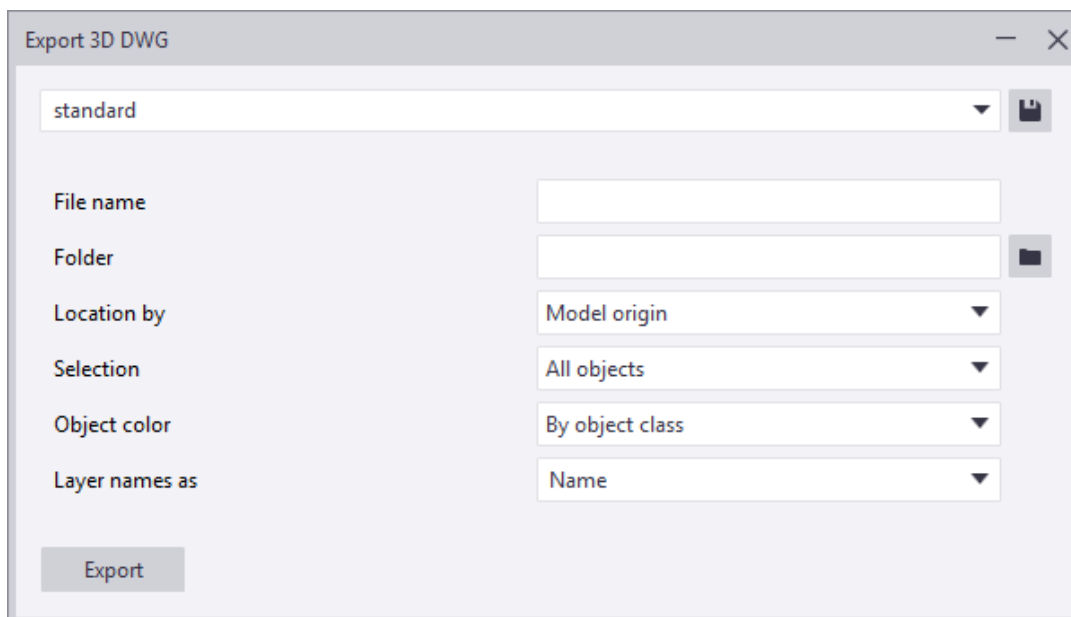 Export 3D DWG
standard
File name
Folder
Location by Model origin
Selection All objects
Object color By object class
Layer names as Name
Export